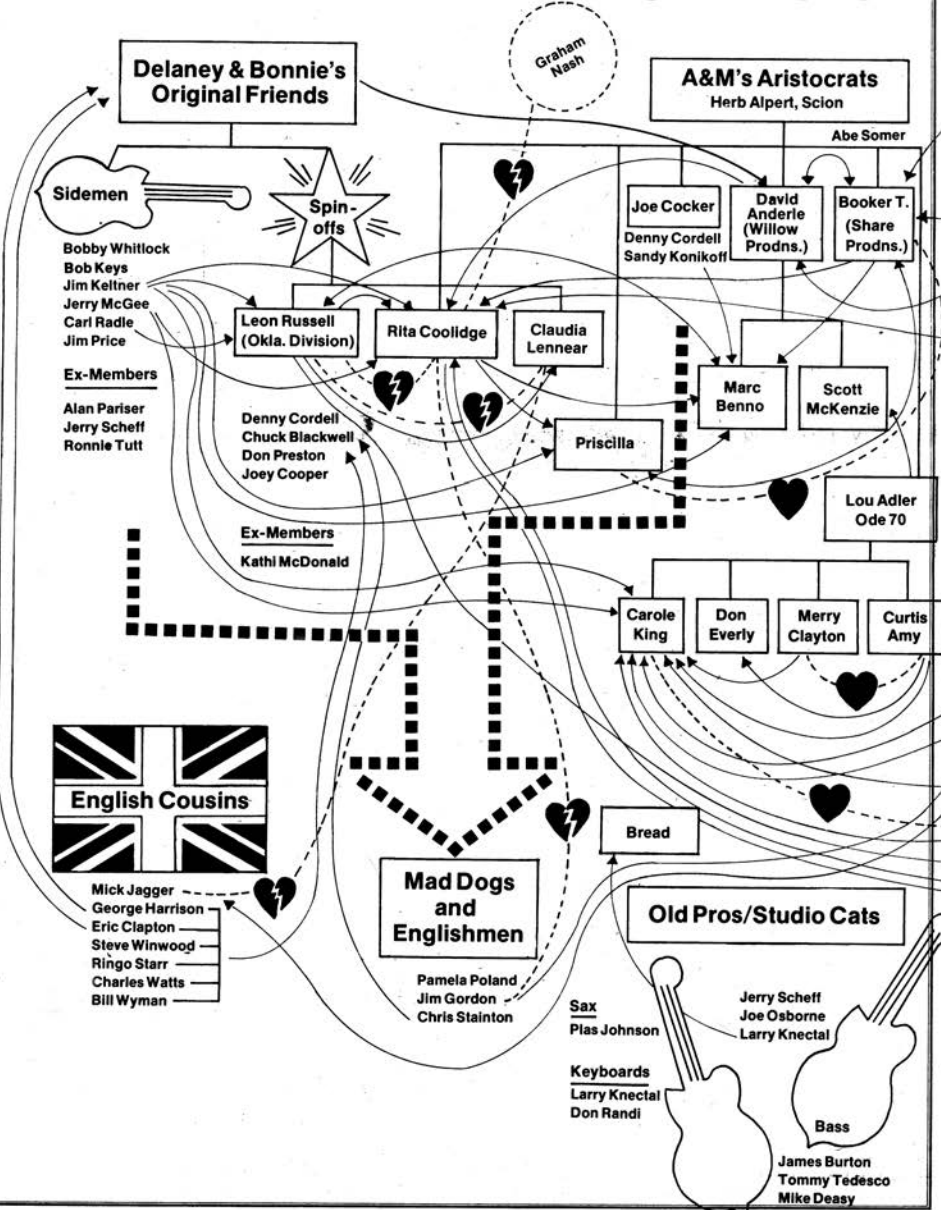 Graham
Nash
Delaney & Bonnie's
Original Friends
A&M's Aristocrats
Herb Alpert, Scion
Abe Somer
Sidemen
Spin-
offs
Joe Cocker
Denny Cordell
Sandy Konikoff
David
Anderle
(Willow
Prodns.)
Booker T.
(Share
Prodns.)
Bobby Whitlock
Bob Keys
Jim Keltner
Jerry McGee
Carl Radle
Jim Price
Ex-Members
Alan Pariser
Jerry Scheff
Ronnie Tutt
Leon Russell
(Okla. Division)
Rita Coolidge
Claudia
Lennear
Marc
Benno
Scott
McKenzie
Denny Cordell
Chuck Blackwell
Don Preston
Joey Cooper
Ex-Members
Kathi McDonald
Priscilla
Lou Adler
Ode 70
Carole
King
Don
Everly
Merry
Clayton
Curtis
Amy
English Cousins
Mick Jagger
George Harrison
Eric Clapton
Steve Winwood
Ringo Starr
Charles Watts
Bill Wyman
Mad Dogs
and
Englishmen
Pamela Poland
Jim Gordon
Chris Stainton
Bread
Old Pros/Studio Cats
Sax
Plas Johnson
Keyboards
Larry Knectal
Don Randi
Jerry Scheff
Joe Osborne
Larry Knectal
Bass
James Burton
Tommy Tedesco
Mike Deasy